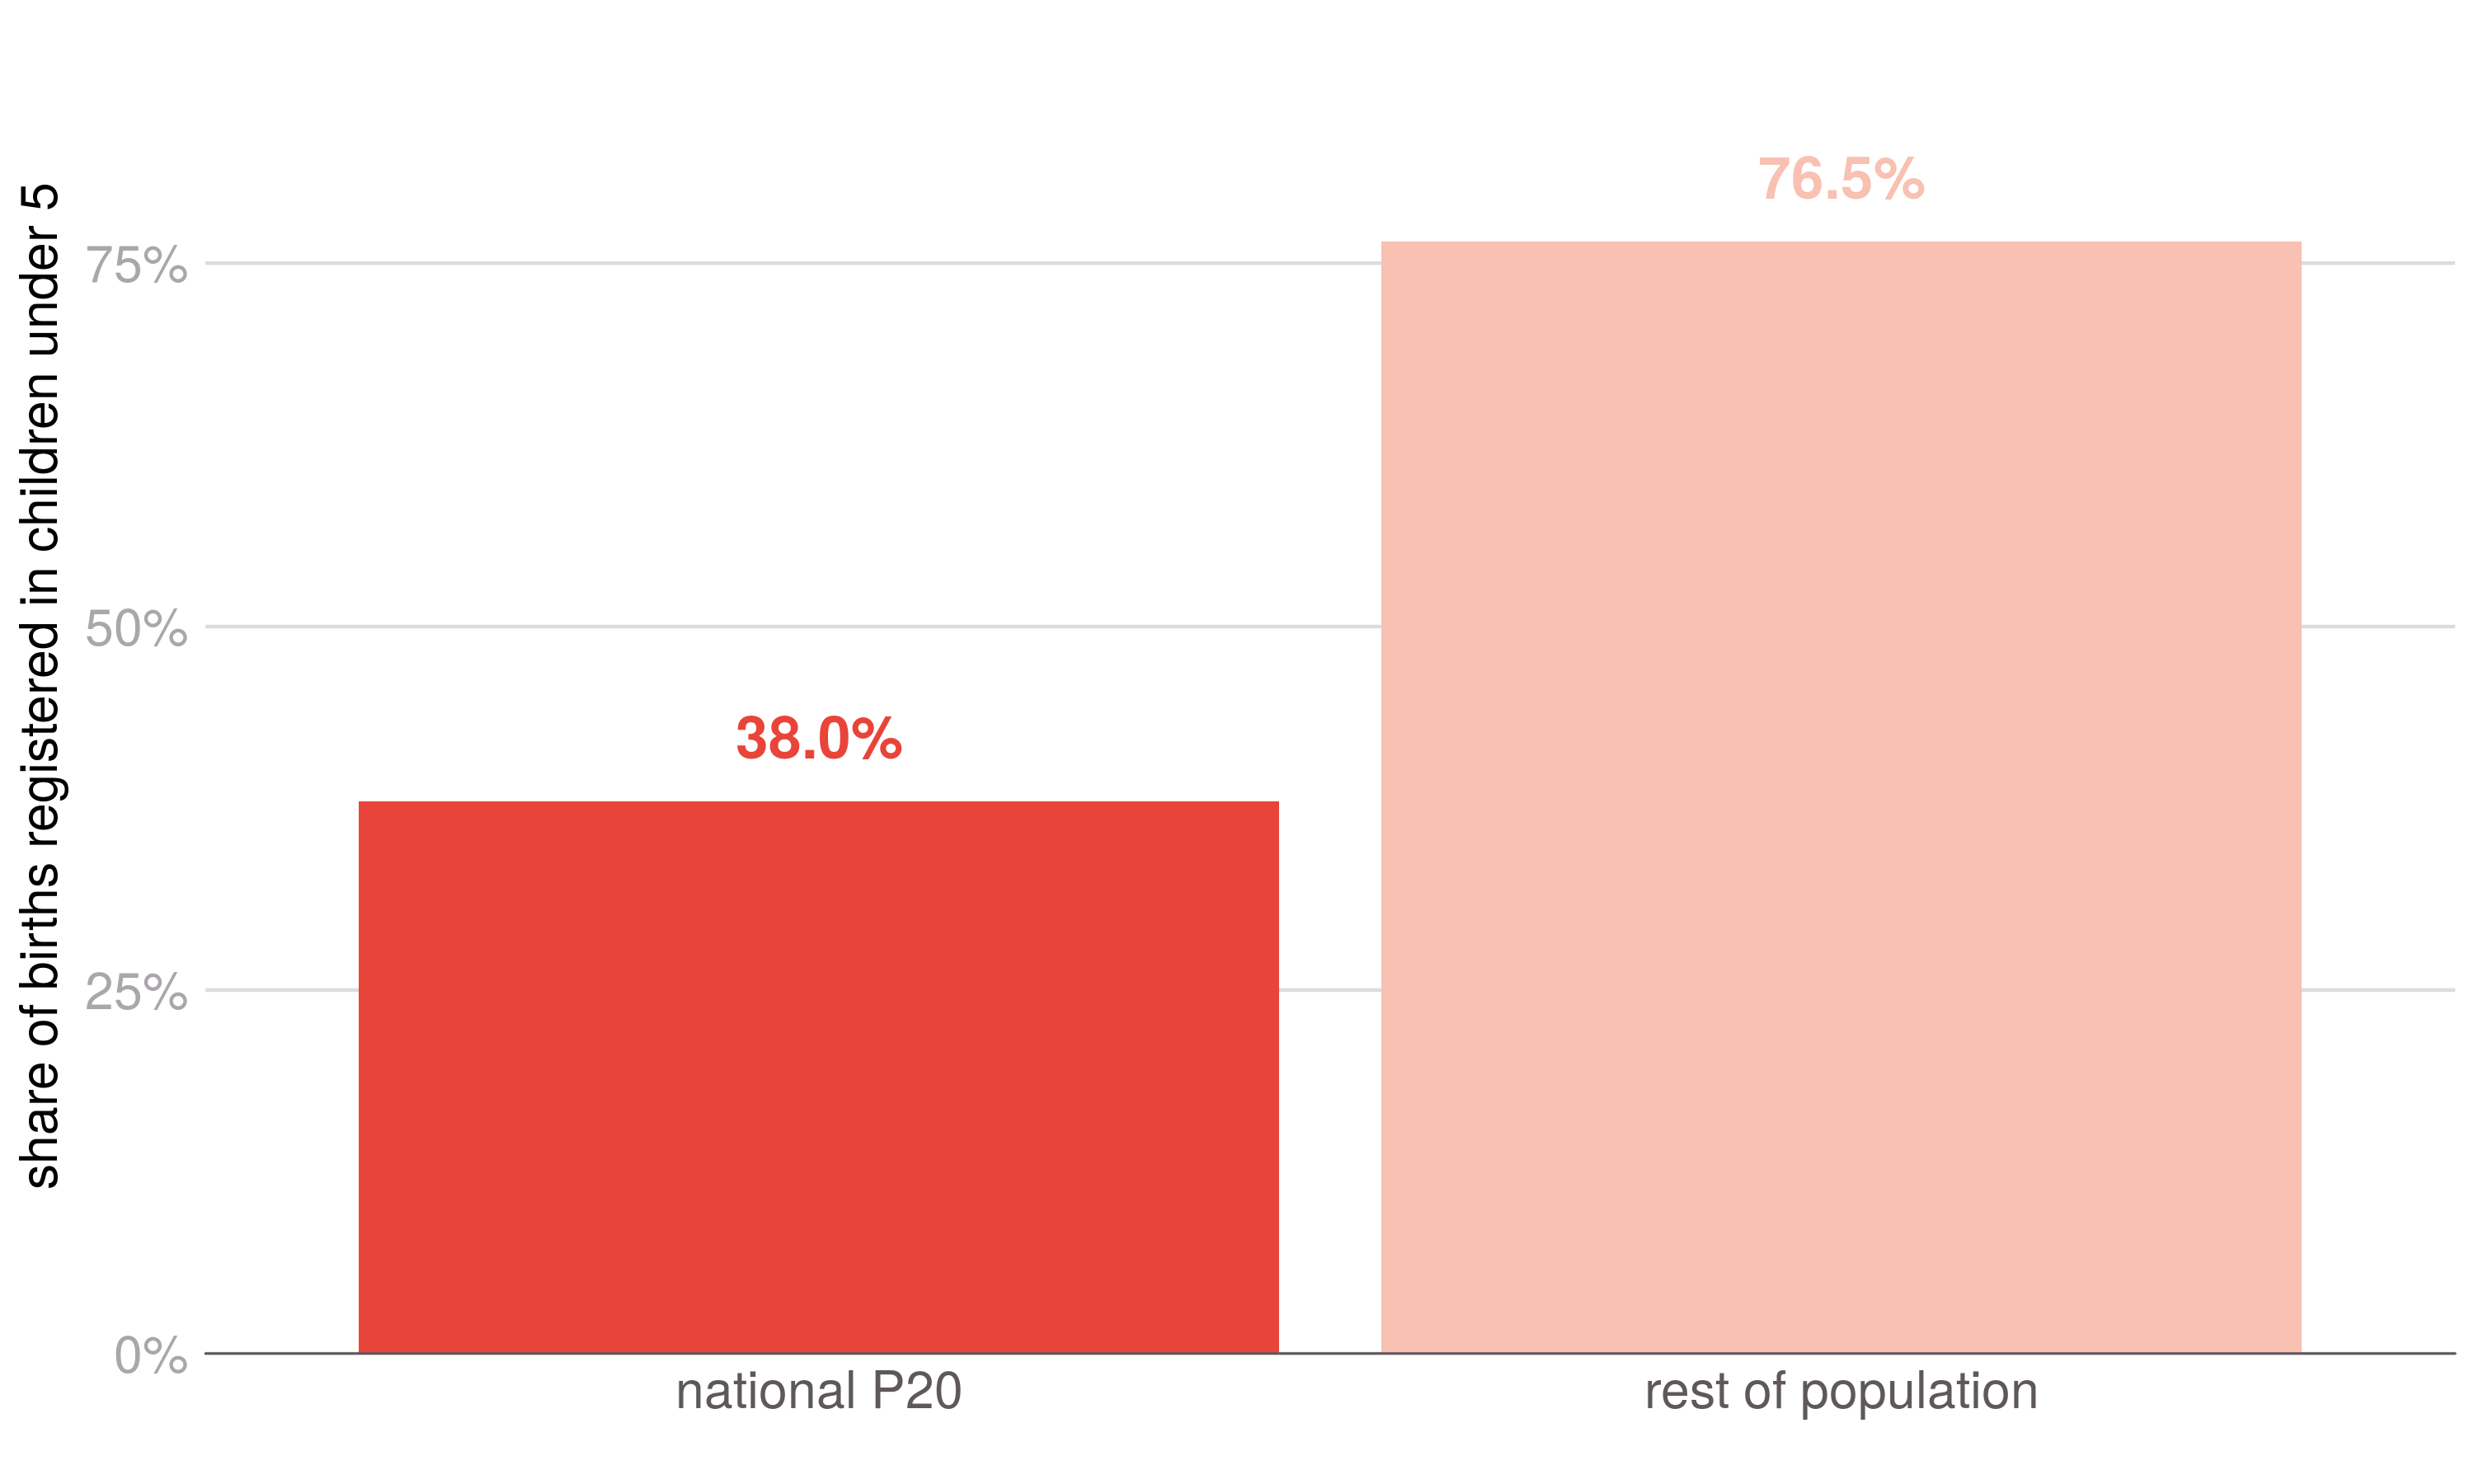 share of births registered in children under 5
75%
50%
25%
0%
38.0%
76.5%
national P20
rest of population